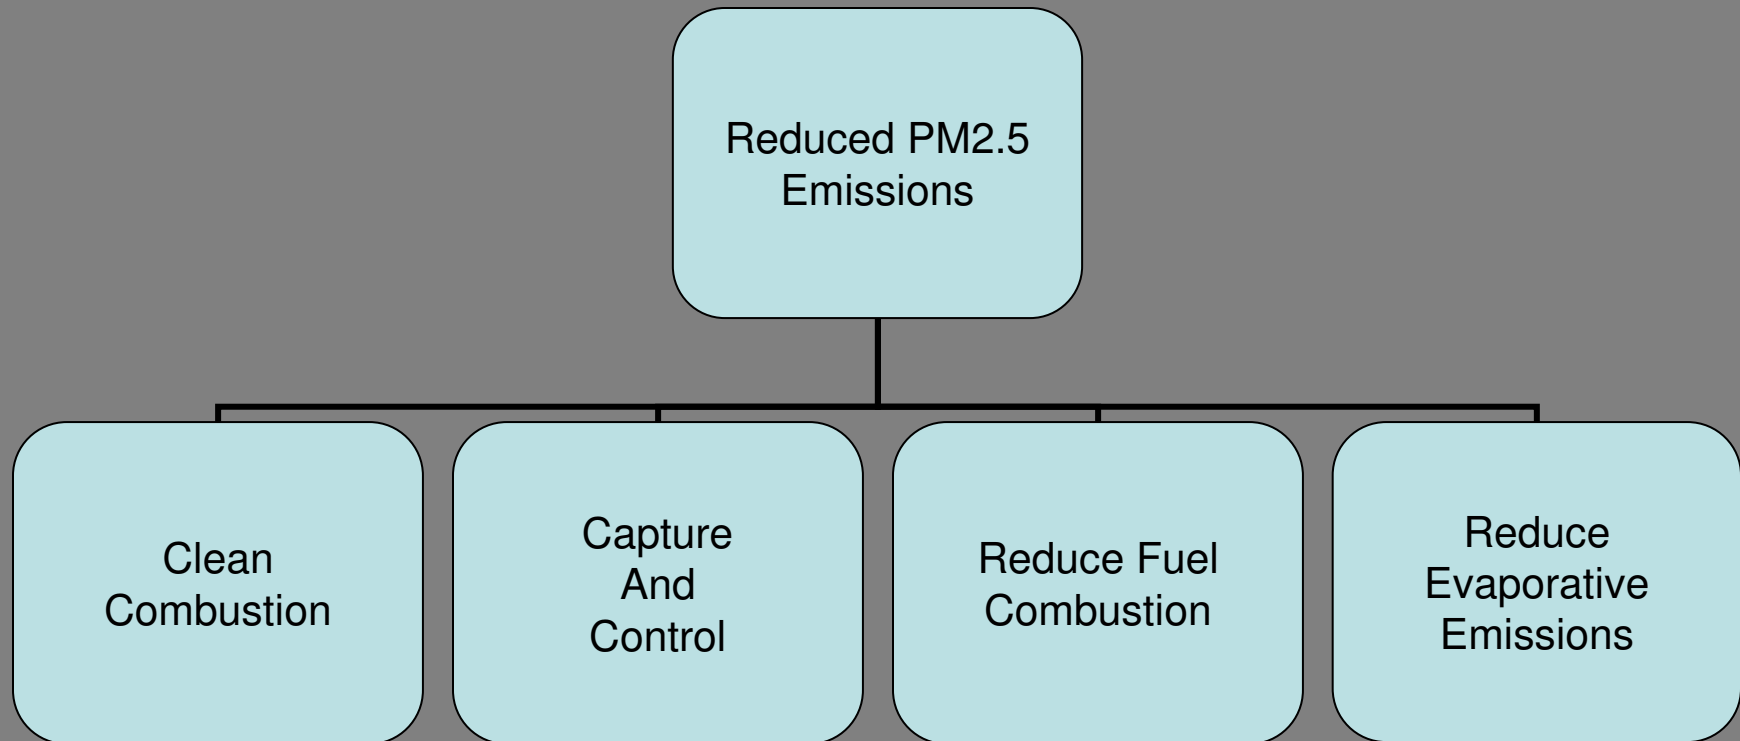 Reduced PM2.5
Emissions
Clean
Combustion
Capture
And
Control
Reduce Fuel
Combustion
Reduce
Evaporative
Emissions